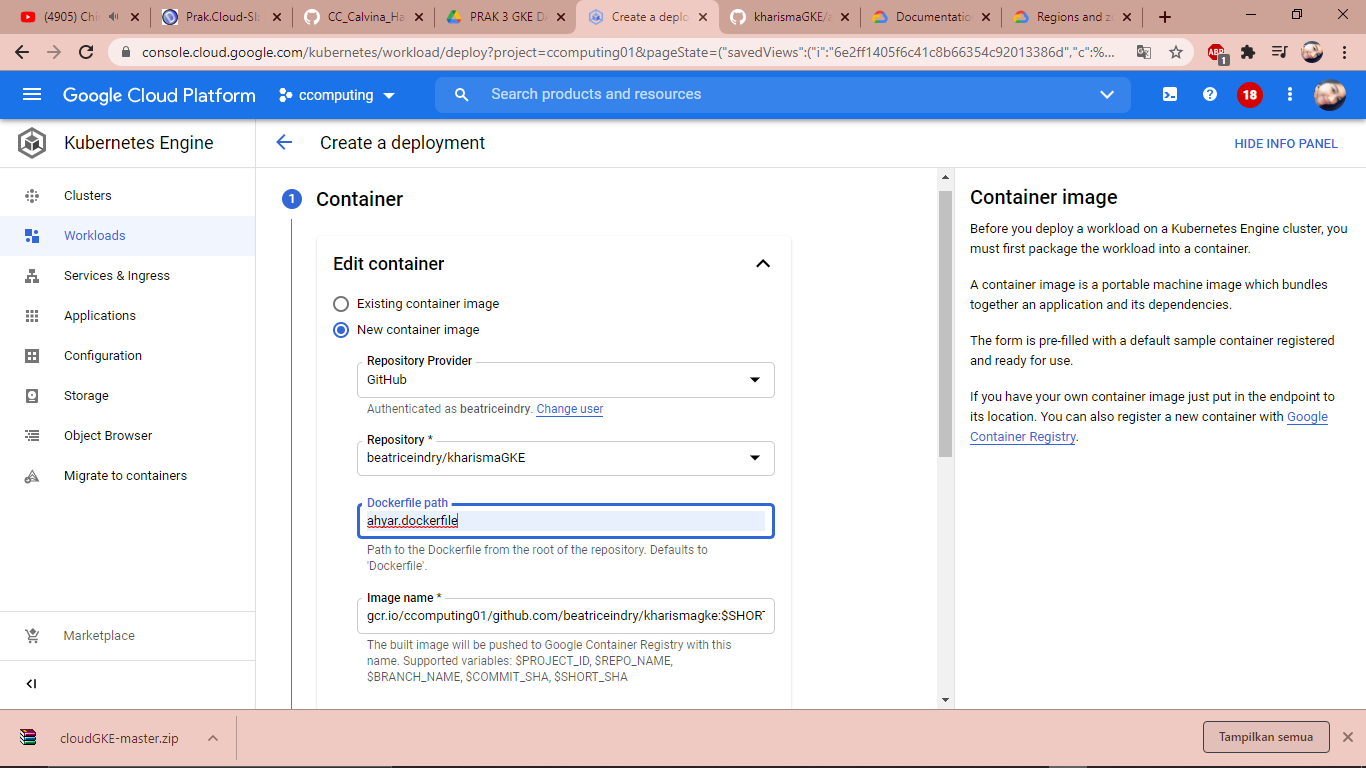 (4905) Chi
Prak.Cloud-Sl
CC_Calvina_Ha
PRAK 3 GKE D
Create a deplo
kharismaGKE/a
Documentatio
Regions and z
console.cloud.google.com/kubernetes/workload/deploy?project=ccomputing01&pageState=("savedViews":("i":"6e2ff1405f6c41c8b66354c92013386d","c":%...
ABP
1
Google Cloud Platform
ccomputing
Search products and resources
18
Kubernetes Engine
Create a deployment
HIDE INFO PANEL
Clusters
Workloads
Services & Ingress
Applications
Configuration
Storage
Object Browser
Migrate to containers
Marketplace
1 Container
Edit container
Existing container image
New container image
Repository Provider
GitHub
Authenticated as beatriceindry. Change user
Repository *
beatriceindry/kharismaGKE
Dockerfile path
ahyar.dockerfile
Path to the Dockerfile from the root of the repository. Defaults to
'Dockerfile'.
Image name *
gcr.io/ccomputing01/github.com/beatriceindry/kharismagke:$SHORT
The built image will be pushed to Google Container Registry with this
name. Supported variables: $PROJECT_ID, $REPO_NAME,
$BRANCH_NAME, $COMMIT_SHA, $SHORT_SHA
Container image
Before you deploy a workload on a Kubernetes Engine cluster, you
must first package the workload into a container.
A container image is a portable machine image which bundles
together an application and its dependencies.
The form is pre-filled with a default sample container registered
and ready for use.
If you have your own container image just put in the endpoint to
its location. You can also register a new container with Google
Container Registry.
cloudGKE-master.zip
Tampilkan semua